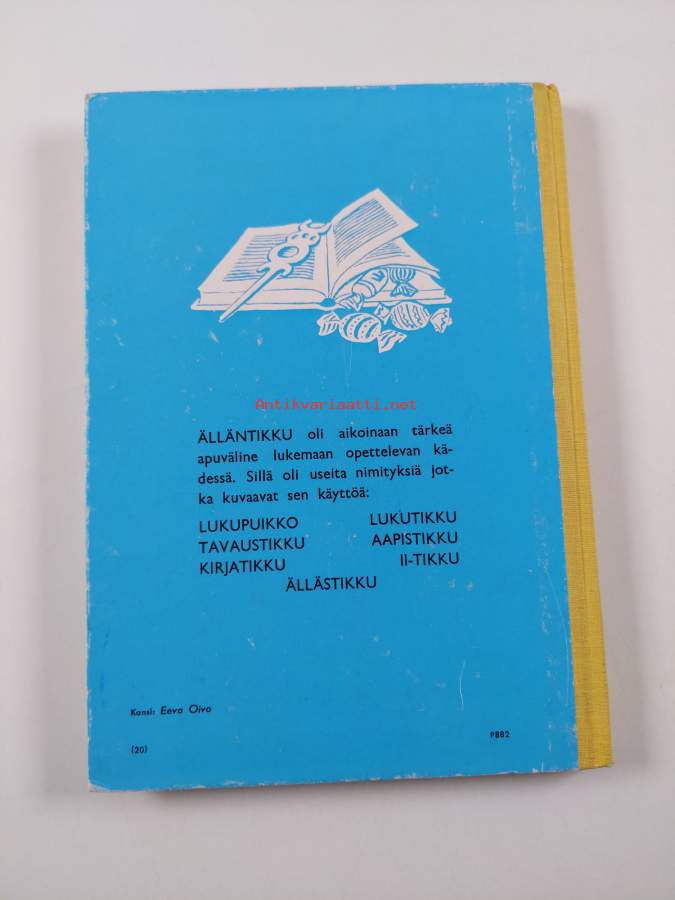 Antikvariaatti.net
ÄLLÄNTIKKU oli aikoinaan tärkeä
apuväline lukemaan opettelevan kä-
dessä. Sillä oli useita nimityksiä jot-
ka kuvaavat sen käyttöä:
LUKUPUIKKO LUKUTIKKU
TAVAUSTIKKU AAPISTIKKU
KIRJATIKKU II-TIKKU
ÄLLÄSTIKKU
Kansi: Eeva Oivo
(20) P882